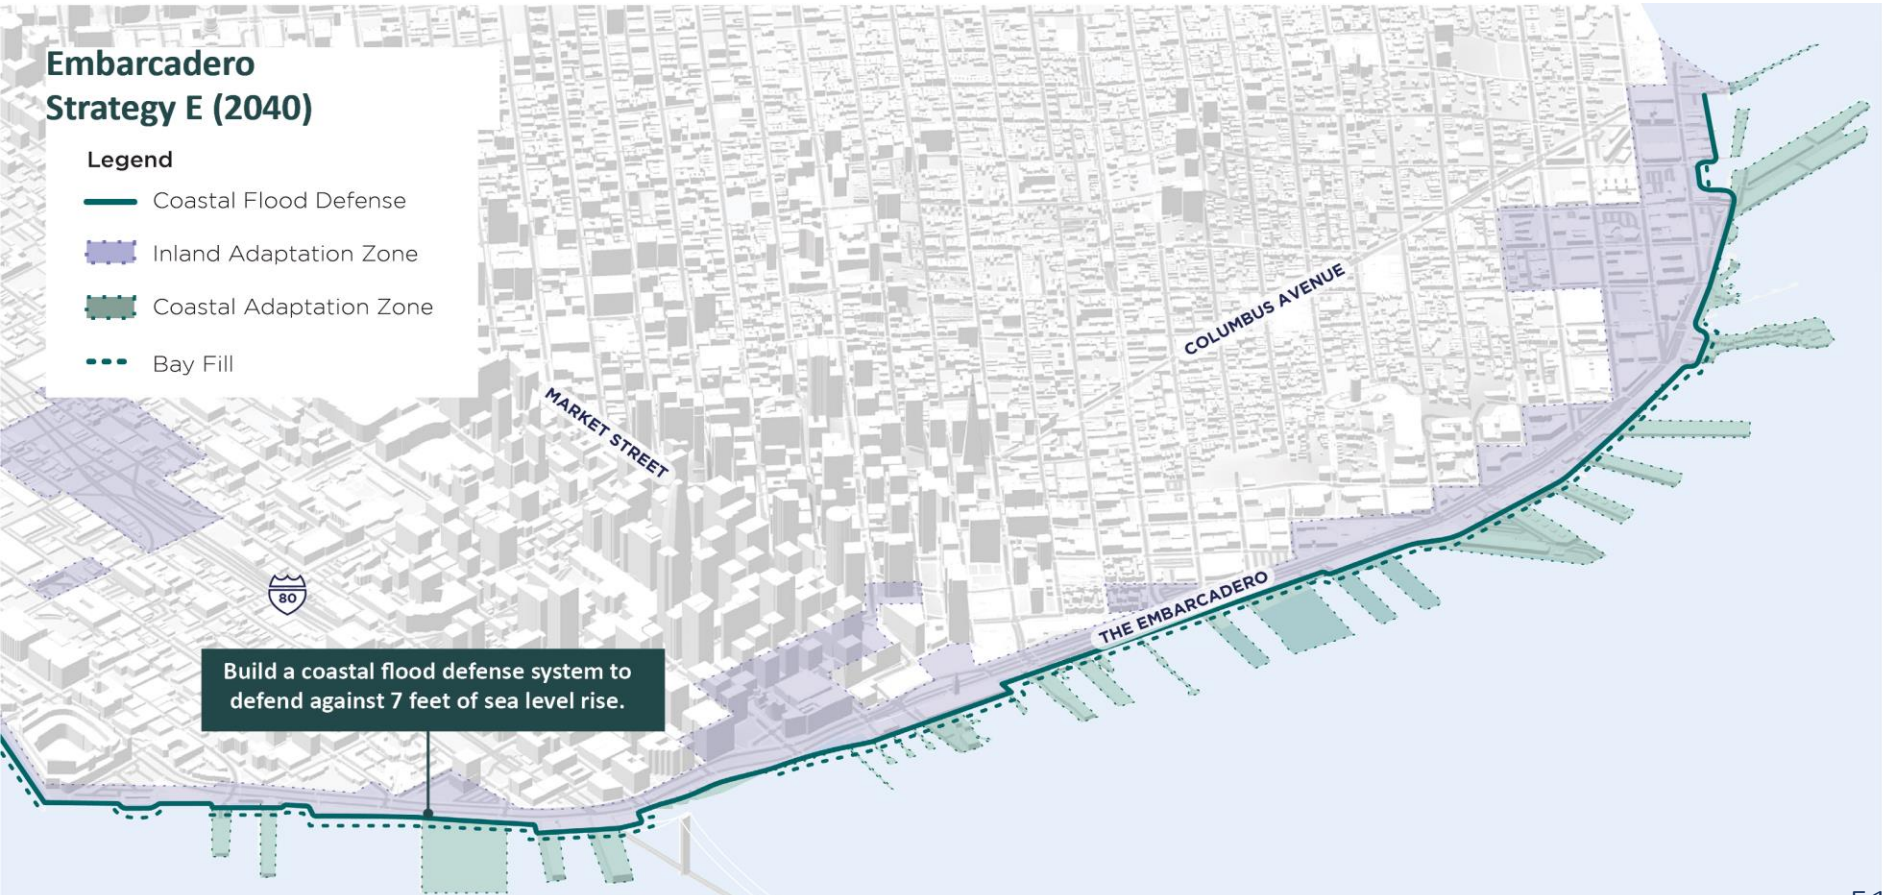 Embarcadero
Strategy E (2040)
Legend
Coastal Flood Defense
Inland Adaptation Zone
Coastal Adaptation Zone
Bay Fill
MARKET STREET
COLUMBUS AVENUE
80
THE EMBARCADERO
Build a coastal flood defense system to
defend against 7 feet of sea level rise.